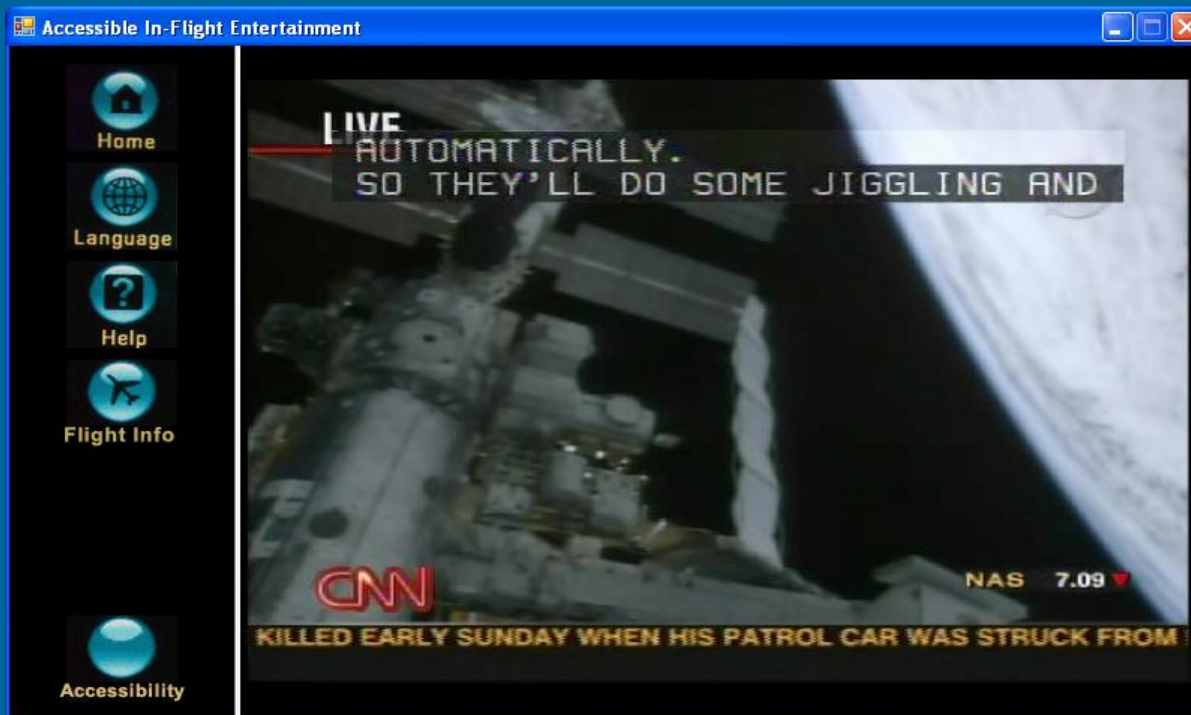 Accessible In-Flight Entertainment
Home
Language
Help
Flight Info
Accessibility
LIVE
AUTOMATICALLY.
SO THEY'LL DO SOME JIGGLING AND
CNN
NAS 7.09
KILLED EARLY SUNDAY WHEN HIS PATROL CAR WAS STRUCK FROM